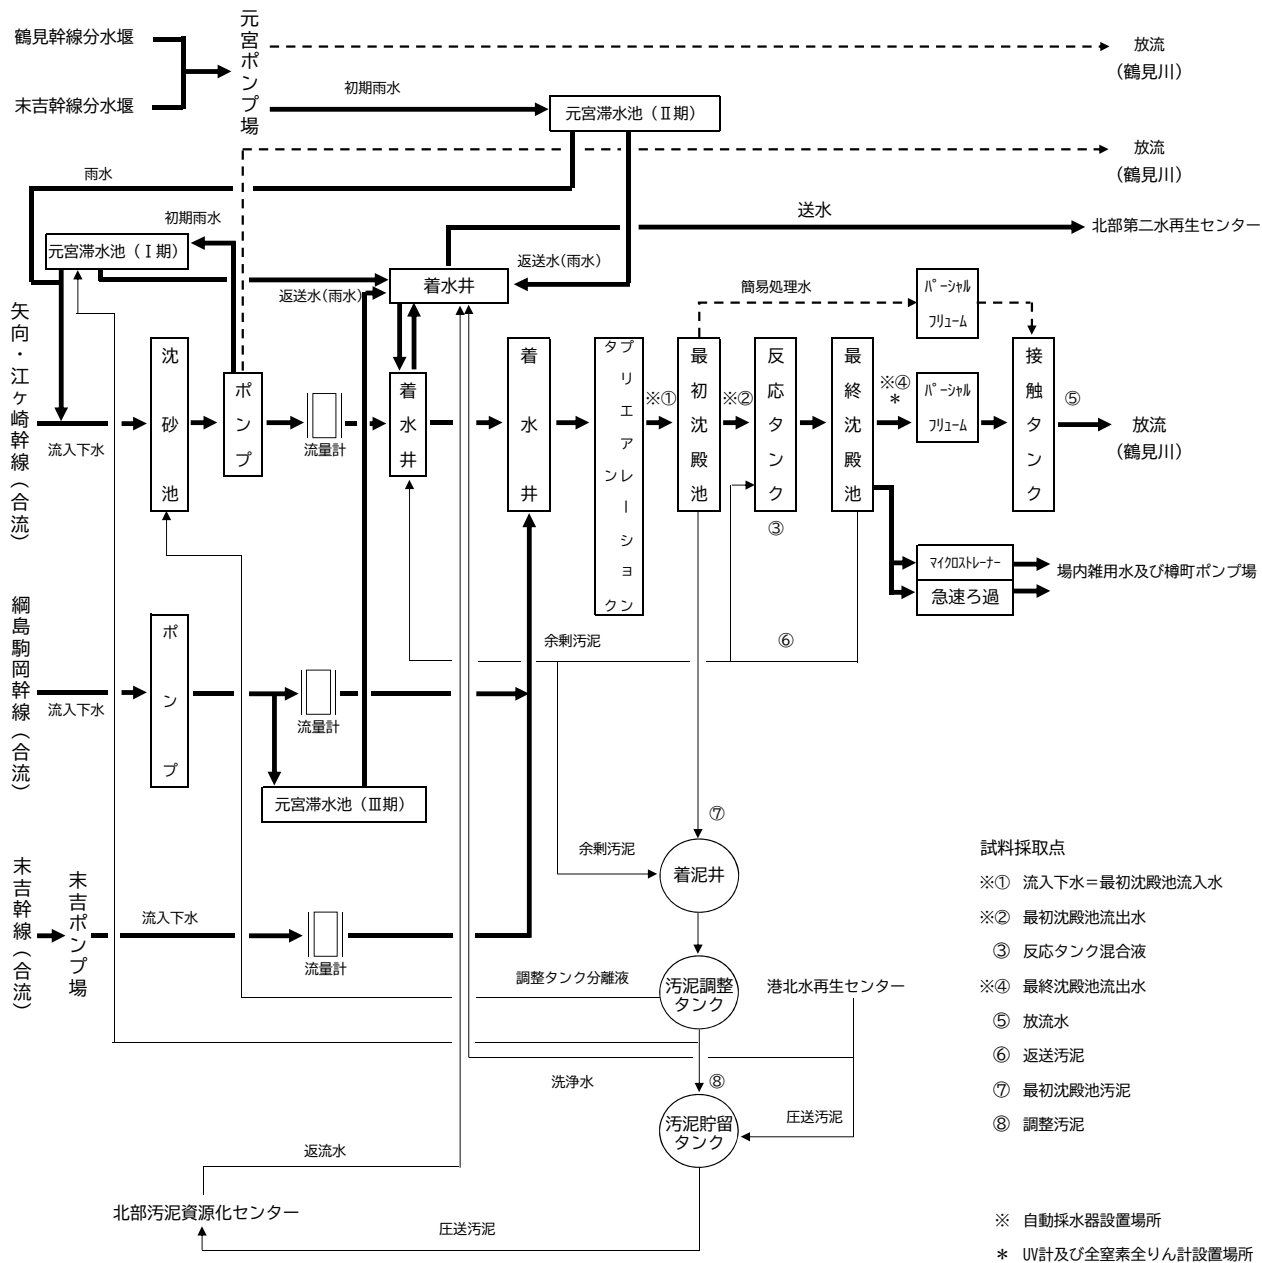 鶴見幹線分水堰
末吉幹線分水堰
元宮ポンプ場
放流
(鶴見川)
初期雨水
元宮滞水池（Ⅱ期）
放流
(鶴見川)
雨水
初期雨水
元宮滞水池（Ⅰ期）
送水
北部第二水再生センター
返送水(雨水)
着水井
返送水(雨水)
簡易処理水
パーシャル
フリューム
矢向・江ヶ崎幹線（合流）
流入下水
沈砂池
ポンプ
流量計
着水井
着水井
プリエアレーション
タンク
※①
最初沈殿池
※②
反応タンク
③
最終沈殿池
※④
＊
パーシャル
フリューム
接触タンク
⑤
放流
(鶴見川)
マイクロストレーナー
急速ろ過
場内雑用水及び樽町ポンプ場
綱島駒岡幹線（合流）
流入下水
ポンプ
流量計
余剰汚泥
⑥
元宮滞水池（Ⅲ期）
⑦
余剰汚泥
着泥井
末吉幹線（合流）
末吉ポンプ場
流入下水
流量計
調整タンク分離液
汚泥調整
タンク
港北水再生センター
洗浄水
⑧
圧送汚泥
汚泥貯留
タンク
返流水
北部汚泥資源化センター
圧送汚泥
試料採取点
※① 流入下水＝最初沈殿池流入水
※② 最初沈殿池流出水
③ 反応タンク混合液
※④ 最終沈殿池流出水
⑤ 放流水
⑥ 返送汚泥
⑦ 最初沈殿池汚泥
⑧ 調整汚泥
※ 自動採水器設置場所
＊ UV計及び全窒素全りん計設置場所